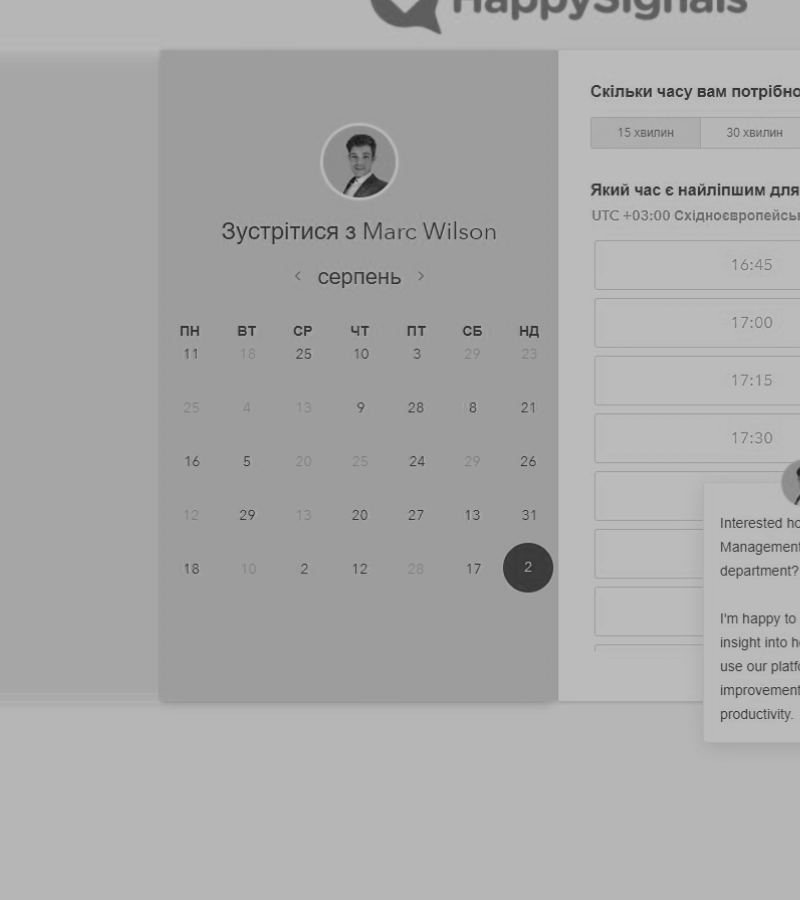 HappySignals
Зустрітися з Marc Wilson
‹ серпень ›
ПН ВТ СР ЧТ ПТ СБ НД
11 18 25 10 3 29 23
25 4 13 9 28 8 21
16 5 20 25 24 29 26
12 29 13 20 27 13 31
18 10 2 12 28 17 2
Скільки часу вам потрібно
15 хвилин 30 хвилин
Який час є найліпшим для
UTC +03:00 Східноєвропейсь
16:45
17:00
17:15
17:30
Interested ho
Management
department?
I'm happy to
insight into h
use our platf
improvement
productivity.